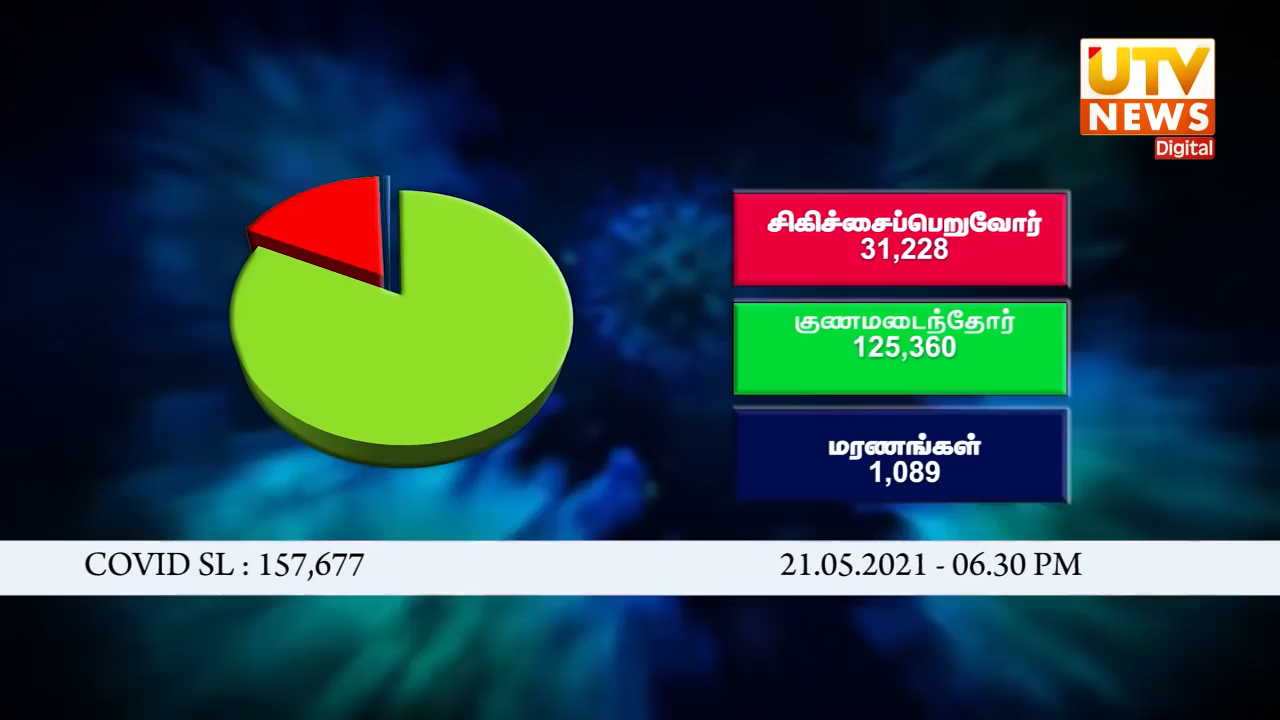 UTV
NEWS
Digital
சிகிச்சைப்பெறுவோர்
31,228
குணமடைந்தோர்
125,360
மரணங்கள்
1,089
COVID SL : 157,677
21.05.2021 - 06.30 PM